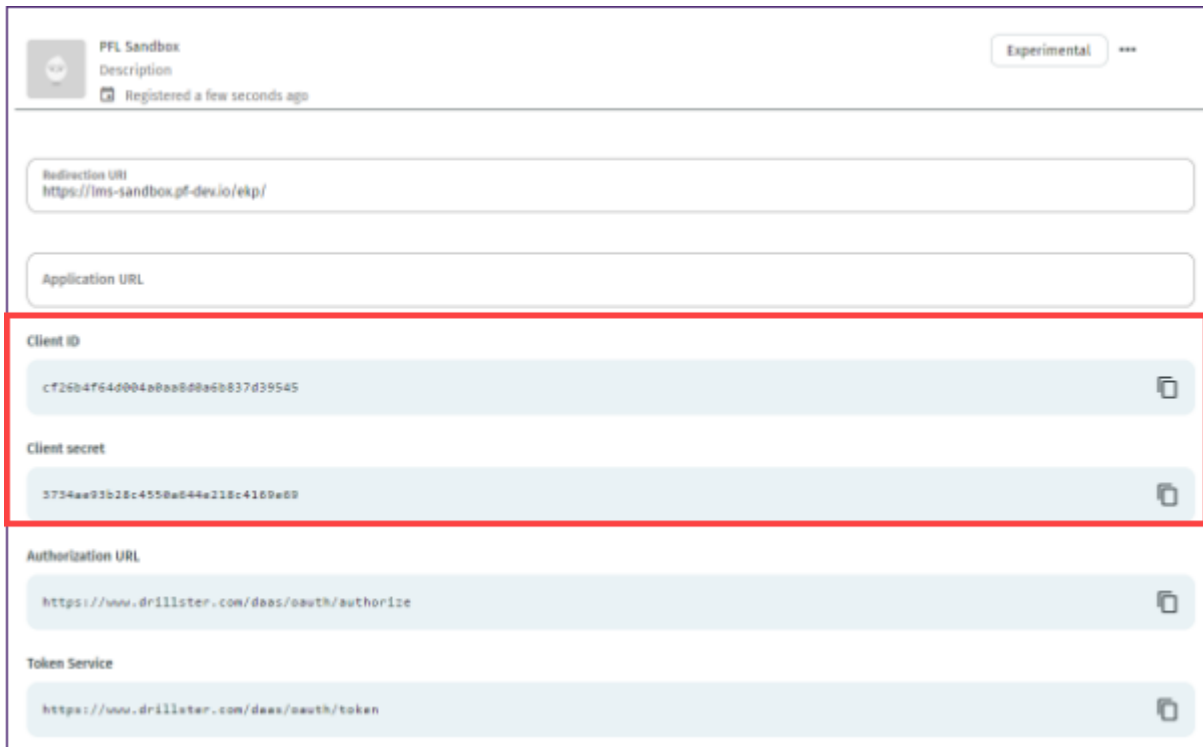 PFL Sandbox
Experimental
Description
Registered a few seconds ago
Redirection URI
https://lms-sandbox.pf-dev.io/ekp/
Application URL
Client ID
cf26b4f64d004a0aa8d0a6b837d39545
Client secret
3734ae93b28c4550a644e218c4169e69
Authorization URL
https://www.drillster.com/daas/oauth/authorize
Token Service
https://www.drillster.com/daas/oauth/token